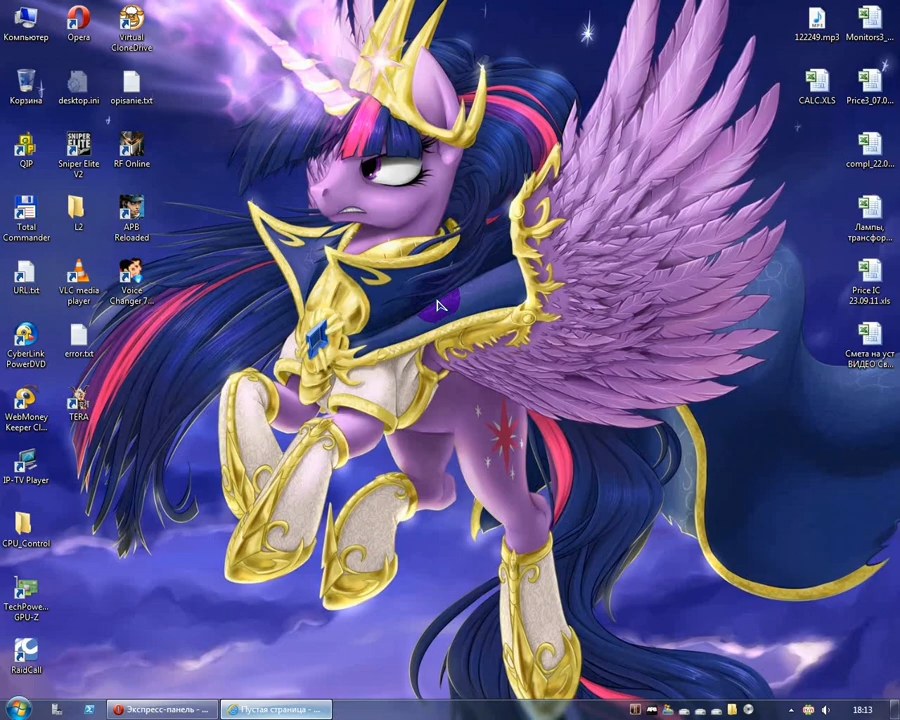 Компьютер
Opera
Virtual
CloneDrive
122249.mp3
Monitors3_...
Корзина
desktop.ini
opisanie.txt
CALC.XLS
Price3_07.0...
QIP
SNIPER
ELITE
V2
Sniper Elite
V2
RF Online
compl_22.0...
Total
Commander
L2
APB
Reloaded
Лампы,
трансфор...
URL.txt
VLC media
player
Voice
Changer 7...
Price IC
23.09.11.xls
CyberLink
PowerDVD
error.txt
Смета на уст
ВИДЕО Св...
WebMoney
Keeper Cl...
TERA
IP-TV Player
CPU_Control
TechPowe...
GPU-Z
RaidCall
Экспресс-панель - ...
Пустая страница - ...
18:13